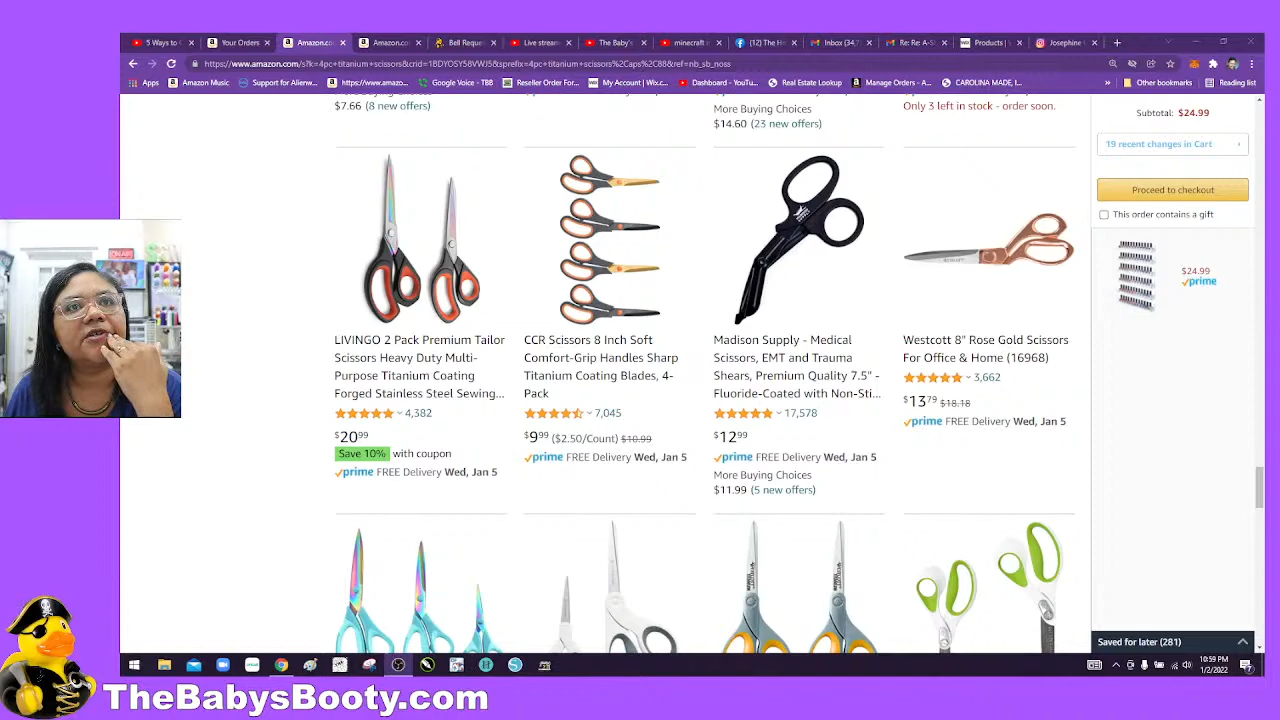 5 Ways to
Your Orders
Amazon.co
Amazon.co
Bell Reque
Live stream
The Baby's
minecraft i
(12) The Hi
Inbox (34,7
Re: Re: A-S
Products | V
Josephine
https://www.amazon.com/s?k=4pc+titanium+scissors&crid=1BDYOSY58VWJ5&sprefix=4pc+titanium+scissors%2Caps%2C88&ref=nb_sb_noss
Apps
Amazon Music
Support for Alienw...
https://www.amazo...
Google Voice - TBB
Reseller Order For...
My Account | Wix.c...
Dashboard - YouTu...
Real Estate Lookup
Manage Orders - A...
CAROLINA MADE, I...
Other bookmarks
Reading list
$7.66 (8 new offers)
More Buying Choices
$14.60 (23 new offers)
Only 3 left in stock - order soon.
LIVINGO 2 Pack Premium Tailor
Scissors Heavy Duty Multi-
Purpose Titanium Coating
Forged Stainless Steel Sewing...
4,382
$20.99
Save 10% with coupon
prime FREE Delivery Wed, Jan 5
CCR Scissors 8 Inch Soft
Comfort-Grip Handles Sharp
Titanium Coating Blades, 4-
Pack
7,045
$9.99 ($2.50/Count) $10.99
prime FREE Delivery Wed, Jan 5
Madison Supply - Medical
Scissors, EMT and Trauma
Shears, Premium Quality 7.5" -
Fluoride-Coated with Non-Sti...
17,578
$12.99
prime FREE Delivery Wed, Jan 5
More Buying Choices
$11.99 (5 new offers)
Westcott 8" Rose Gold Scissors
For Office & Home (16968)
3,662
$13.79 $18.18
prime FREE Delivery Wed, Jan 5
Subtotal: $24.99
19 recent changes in Cart
Proceed to checkout
This order contains a gift
$24.99
prime
Saved for later (281)
10:59 PM
1/2/2022
TheBabysBooty.com